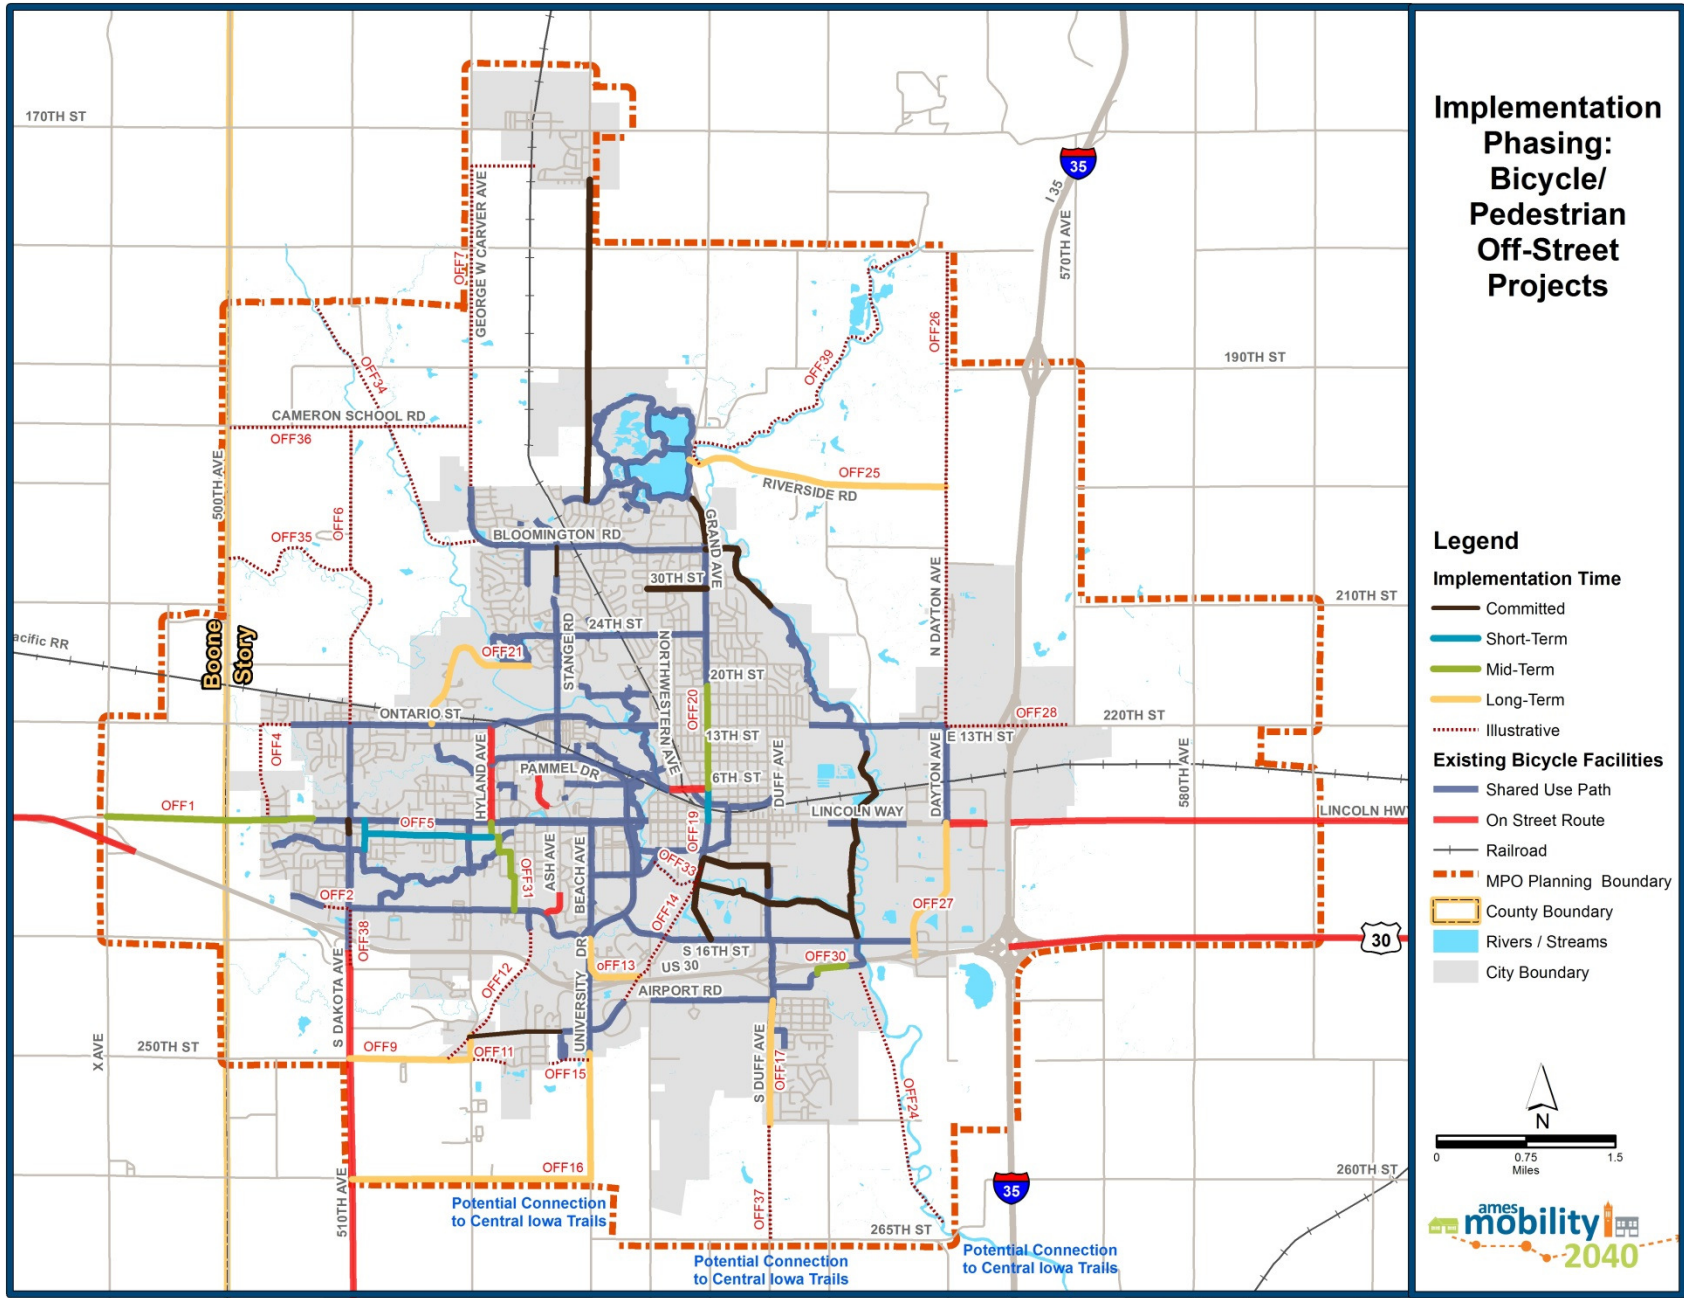 Implementation
Phasing:
Bicycle/
Pedestrian
Off-Street
Projects
Legend
Implementation Time
Committed
Short-Term
Mid-Term
Long-Term
Illustrative
Existing Bicycle Facilities
Shared Use Path
On Street Route
Railroad
MPO Planning Boundary
County Boundary
Rivers / Streams
City Boundary
N
0 0.75 1.5
Miles
ames
mobility
2040
170TH ST
35
I 35
570TH AVE
GEORGE W CARVER AVE
OFF7
OFF26
OFF39
190TH ST
OFF34
CAMERON SCHOOL RD
OFF36
500TH AVE
OFF6
OFF35
OFF25
RIVERSIDE RD
GRAND AVE
BLOOMINGTON RD
30TH ST
N DAYTON AVE
210TH ST
acific RR
Boone
Story
24TH ST
STANGE RD
NORTHWESTERN AVE
OFF21
20TH ST
OFF20
ONTARIO ST
OFF28
220TH ST
E 13TH ST
13TH ST
OFF4
HYLAND AVE
PAMMEL DR
6TH ST
DUFF AVE
DAYTON AVE
580TH AVE
OFF1
OFF5
LINCOLN WAY
LINCOLN HWY
OFF19
OFF33
ASH AVE
BEACH AVE
OFF31
OFF2
OFF14
OFF27
OFF38
S DAKOTA AVE
S 16TH ST
OFF30
US 30
30
OFF12
UNIVERSITY DR
oFF13
AIRPORT RD
X AVE
250TH ST
OFF9
OFF11
OFF15
S DUFF AVE
OFF17
OFF24
OFF16
510TH AVE
260TH ST
35
Potential Connection
to Central Iowa Trails
OFF37
265TH ST
Potential Connection
to Central Iowa Trails
Potential Connection
to Central Iowa Trails